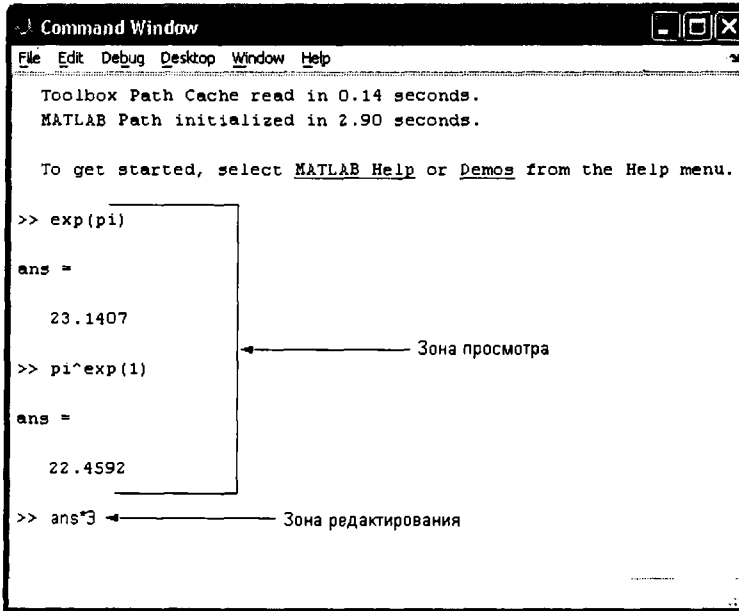 Command Window
File Edit Debug Desktop Window Help
Toolbox Path Cache read in 0.14 seconds.
MATLAB Path initialized in 2.90 seconds.
To get started, select MATLAB Help or Demos from the Help menu.
>> exp(pi)
ans =
23.1407
Зона просмотра
>> pi^exp(1)
ans =
22.4592
>> ans*3
Зона редактирования